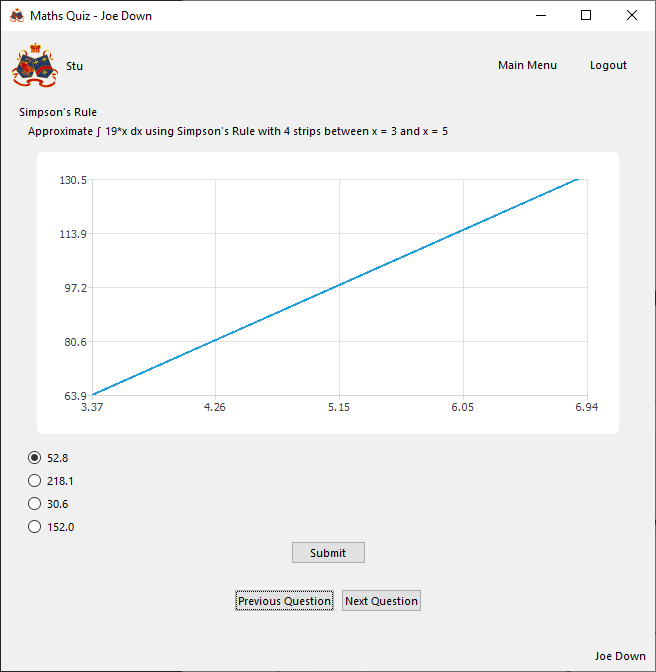 Maths Quiz - Joe Down
Stu
Main Menu
Logout
Simpson's Rule
Approximate ∫ 19*x dx using Simpson's Rule with 4 strips between x = 3 and x = 5
130.5
113.9
97.2
80.6
63.9
3.37 4.26 5.15 6.05 6.94
52.8
218.1
30.6
152.0
Submit
Previous Question Next Question
Joe Down